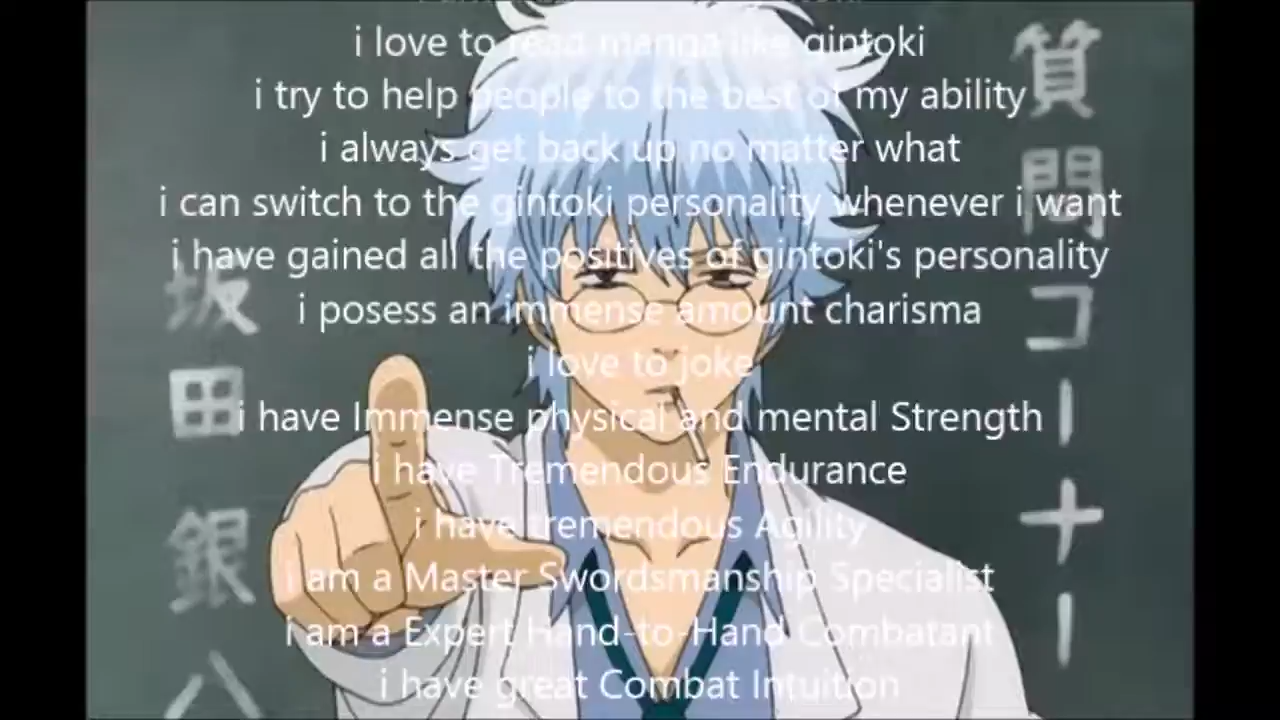 i love to read manga like gintoki
i try to help people to the best of my ability
i always get back up no matter what
i can switch to the gintoki personality whenever i want
i have gained all the positives of gintoki's personality
i posess an immense amount charisma
i love to joke
i have Immense physical and mental Strength
i have Tremendous Endurance
i have tremendous Agility
i am a Master Swordsmanship Specialist
i am a Expert Hand-to-Hand Combatant
i have great Combat Intuition
質問コーナー
坂田銀八